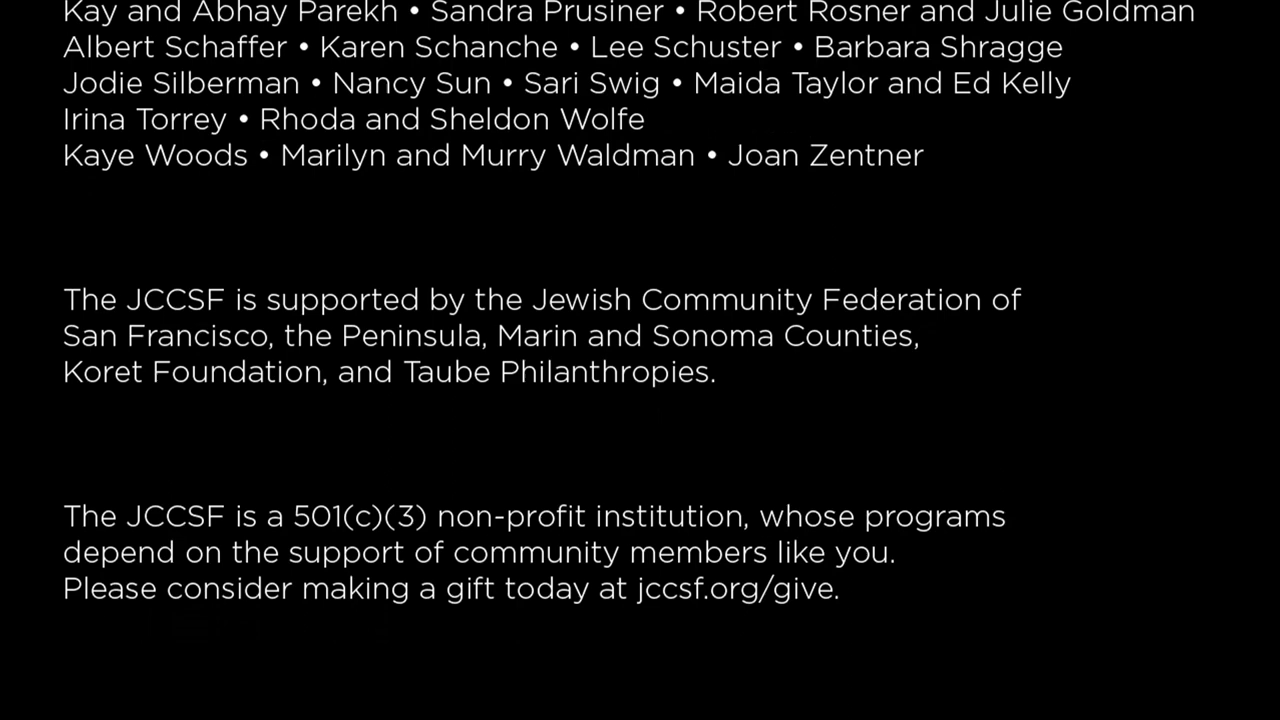 Kay and Abhay Parekh • Sandra Prusiner • Robert Rosner and Julie Goldman
Albert Schaffer • Karen Schanche • Lee Schuster • Barbara Shragge
Jodie Silberman • Nancy Sun • Sari Swig • Maida Taylor and Ed Kelly
Irina Torrey • Rhoda and Sheldon Wolfe
Kaye Woods • Marilyn and Murry Waldman • Joan Zentner
The JCCSF is supported by the Jewish Community Federation of
San Francisco, the Peninsula, Marin and Sonoma Counties,
Koret Foundation, and Taube Philanthropies.
The JCCSF is a 501(c)(3) non-profit institution, whose programs
depend on the support of community members like you.
Please consider making a gift today at jccsf.org/give.